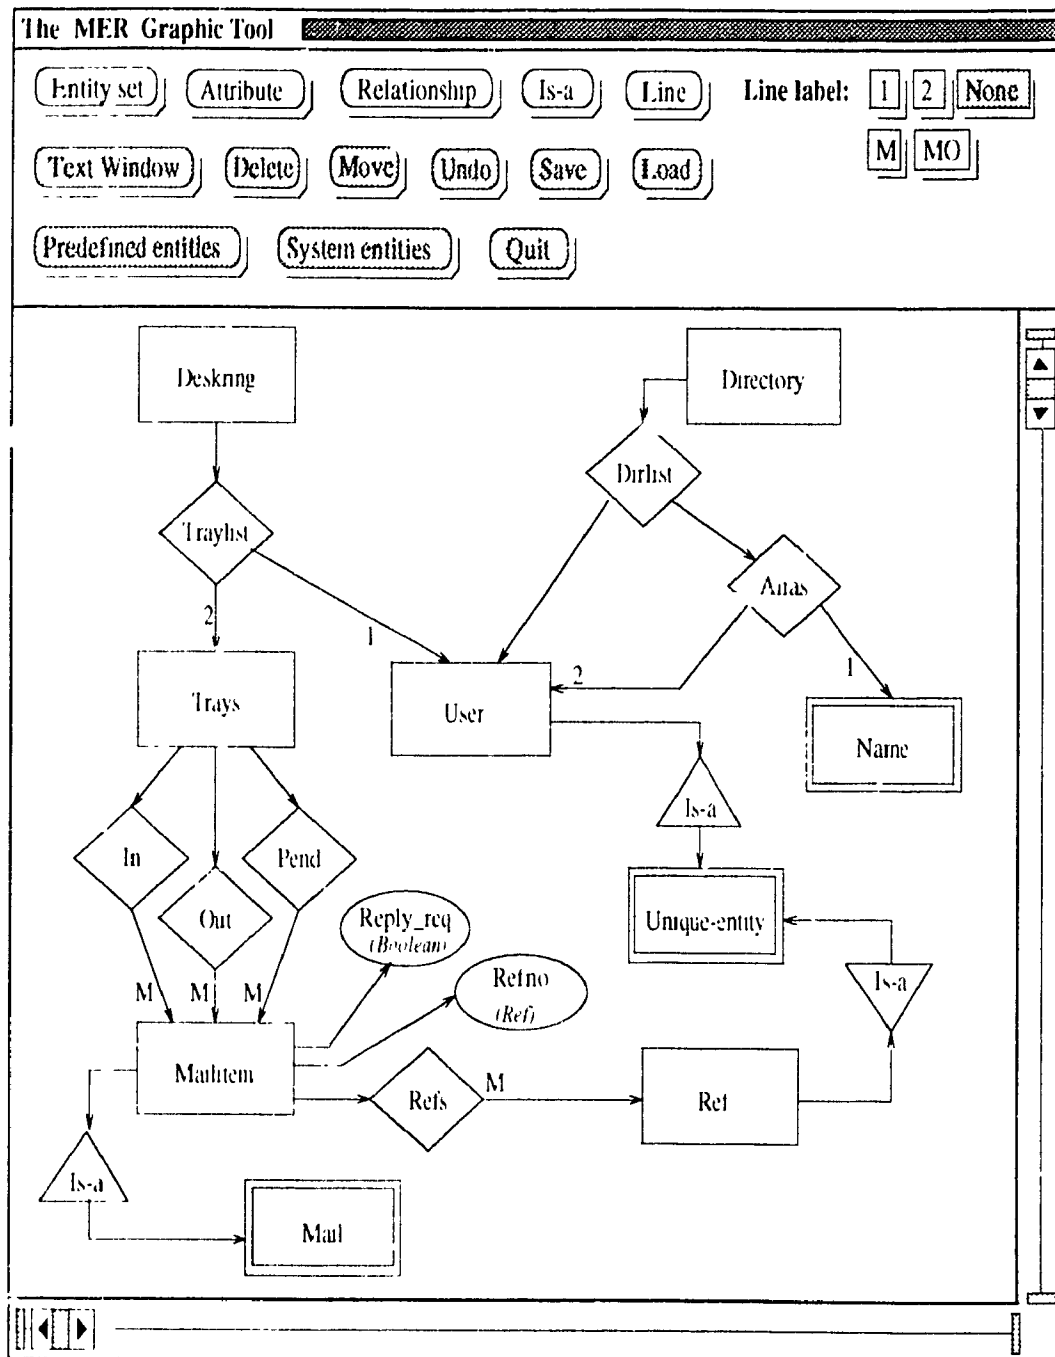 The MER Graphic Tool
Entity set Attribute Relationship Is-a Line Line label: 1 2 None
M MO
Text Window Delete Move Undo Save Load
Predefined entitles System entities Quit
Deskring
Directory
Dirlist
Traylist
2
1
Trays
User
2
1
Name
Is-a
In
Out
Pend
Unique-entity
Reply_req
(Boolean)
Refno
(Ref)
Is-a
M
M
M
Mailitem
Refs
M
Ref
Is-a
Mail